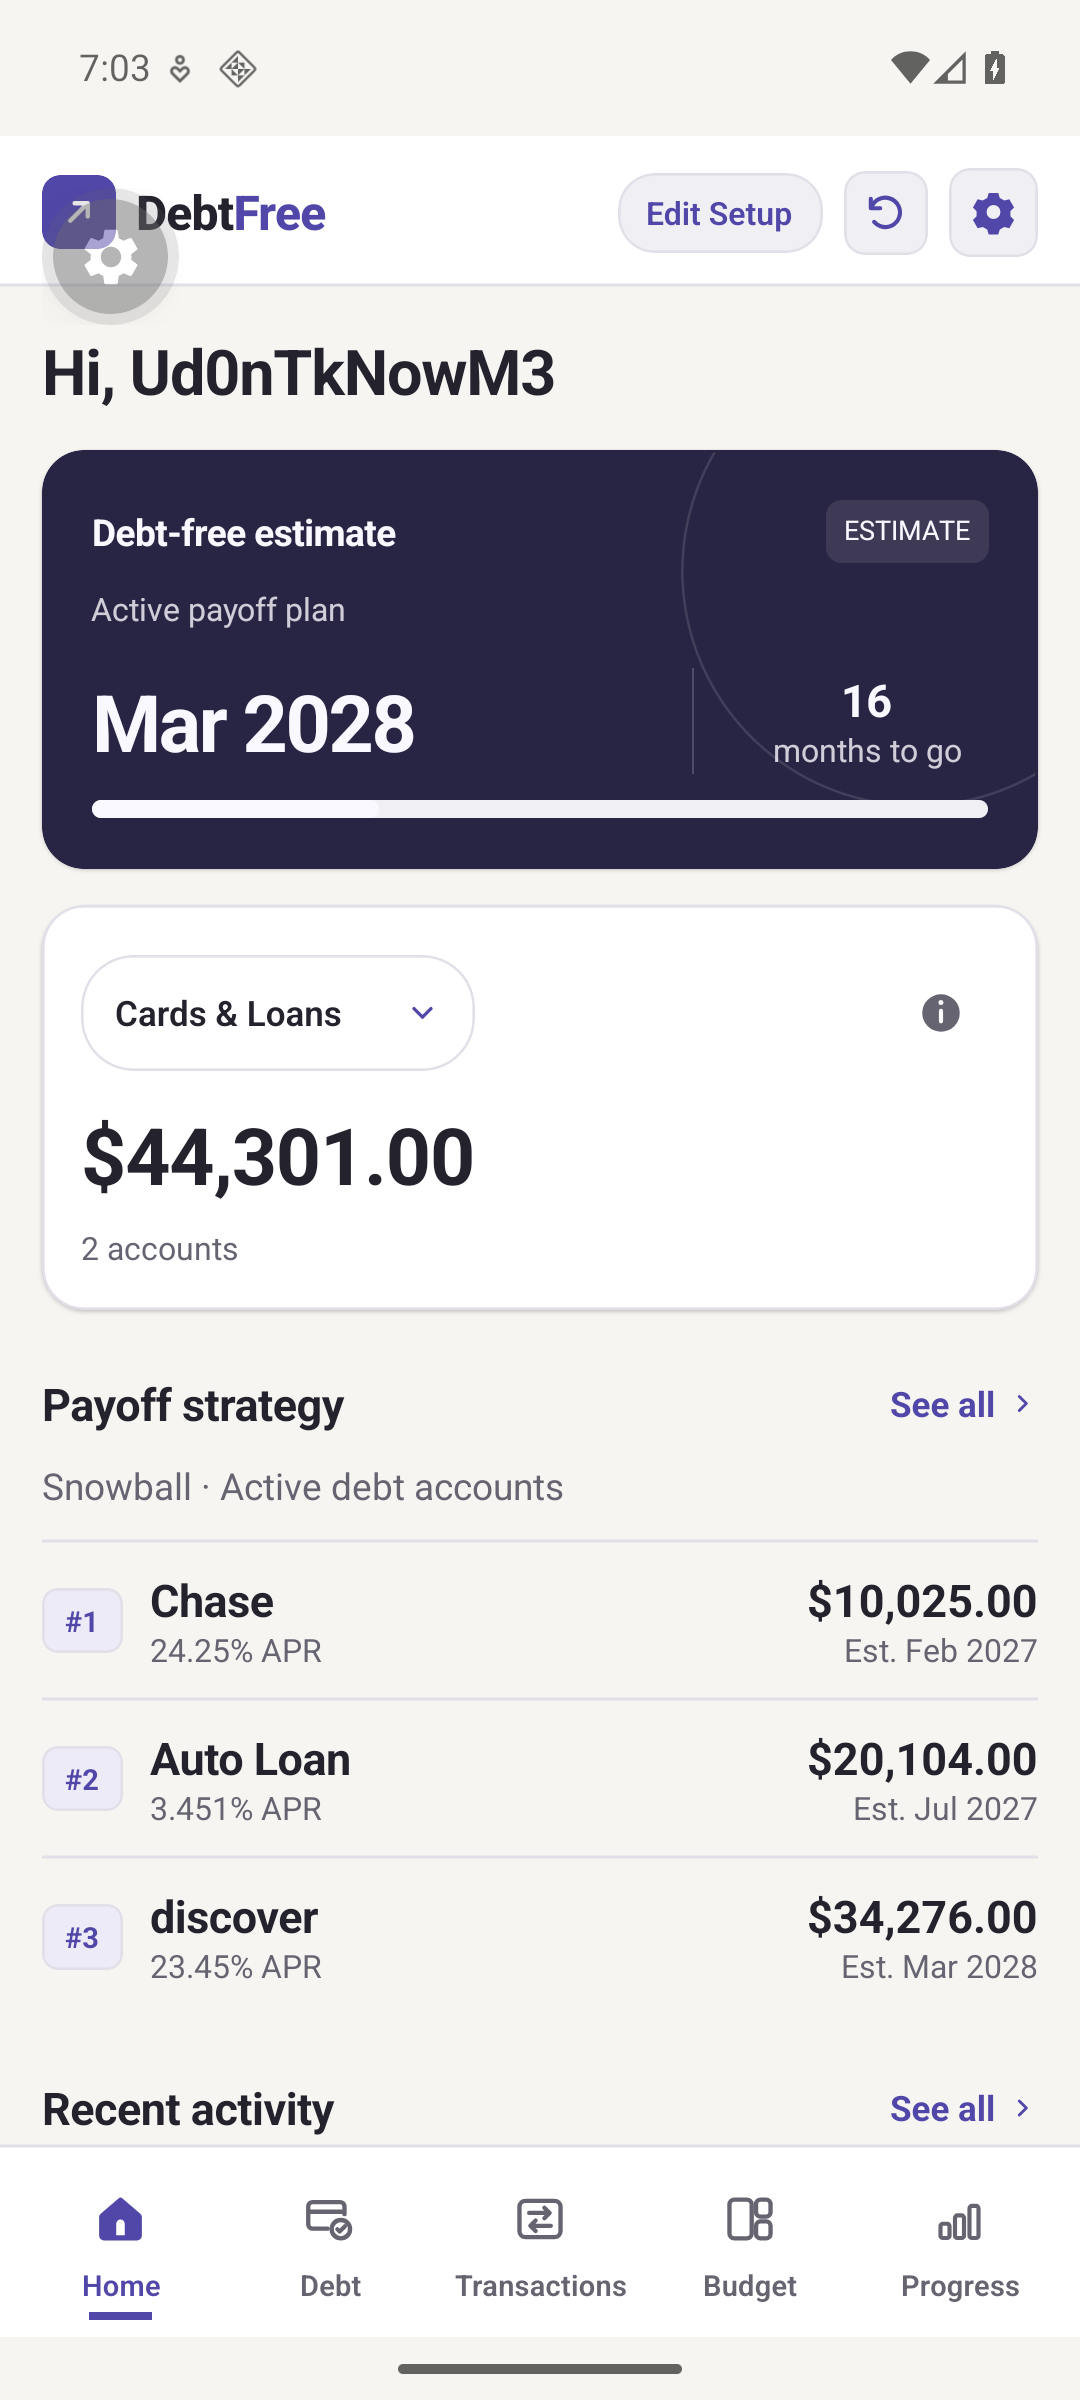 7:03
DebtFree
Edit Setup
Hi, Ud0nTkNowM3
Debt-free estimate
ESTIMATE
Active payoff plan
Mar 2028
16
months to go
Cards & Loans
$44,301.00
2 accounts
Payoff strategy
See all
Snowball · Active debt accounts
#1
Chase
$10,025.00
24.25% APR
Est. Feb 2027
#2
Auto Loan
$20,104.00
3.451% APR
Est. Jul 2027
#3
discover
$34,276.00
23.45% APR
Est. Mar 2028
Recent activity
See all
Home
Debt
Transactions
Budget
Progress